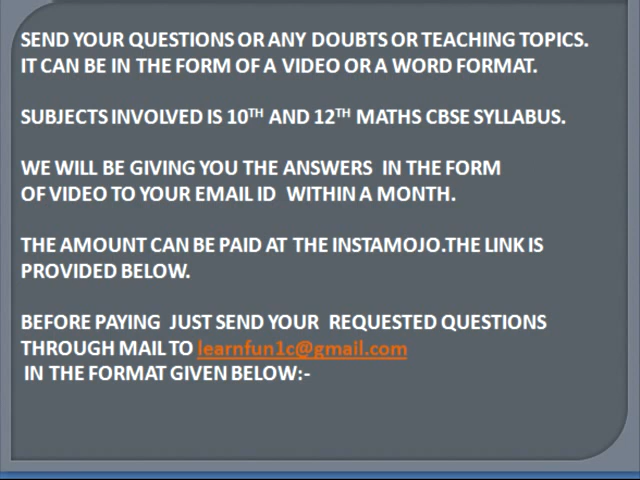 SEND YOUR QUESTIONS OR ANY DOUBTS OR TEACHING TOPICS.
IT CAN BE IN THE FORM OF A VIDEO OR A WORD FORMAT.
SUBJECTS INVOLVED IS 10TH AND 12TH MATHS CBSE SYLLABUS.
WE WILL BE GIVING YOU THE ANSWERS IN THE FORM
OF VIDEO TO YOUR EMAIL ID WITHIN A MONTH.
THE AMOUNT CAN BE PAID AT THE INSTAMOJO.THE LINK IS
PROVIDED BELOW.
BEFORE PAYING JUST SEND YOUR REQUESTED QUESTIONS
THROUGH MAIL TO learnfun1c@gmail.com
IN THE FORMAT GIVEN BELOW:-